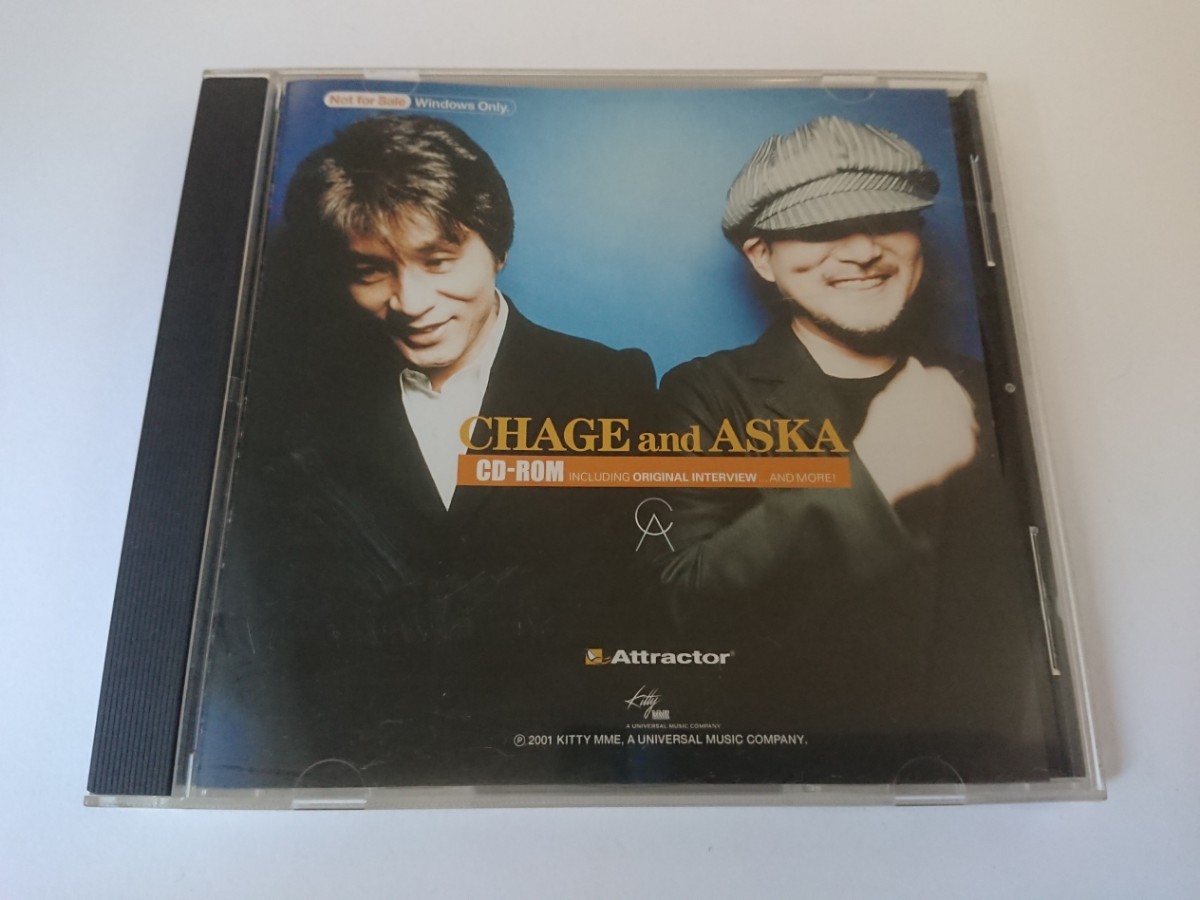 Not for Sale Windows Only.
CHAGE and ASKA
CD-ROM INCLUDING ORIGINAL INTERVIEW ...AND MORE!
CA
Attractor®
Kitty
MME
A UNIVERSAL MUSIC COMPANY
Ⓟ 2001 KITTY MME, A UNIVERSAL MUSIC COMPANY.